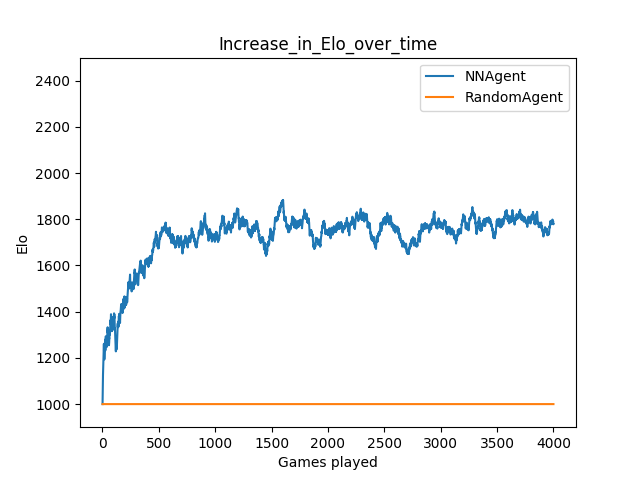 Increase_in_Elo_over_time
NNAgent
RandomAgent
2400
2200
2000
1800
1600
1400
1200
1000
Elo
0 500 1000 1500 2000 2500 3000 3500 4000
Games played